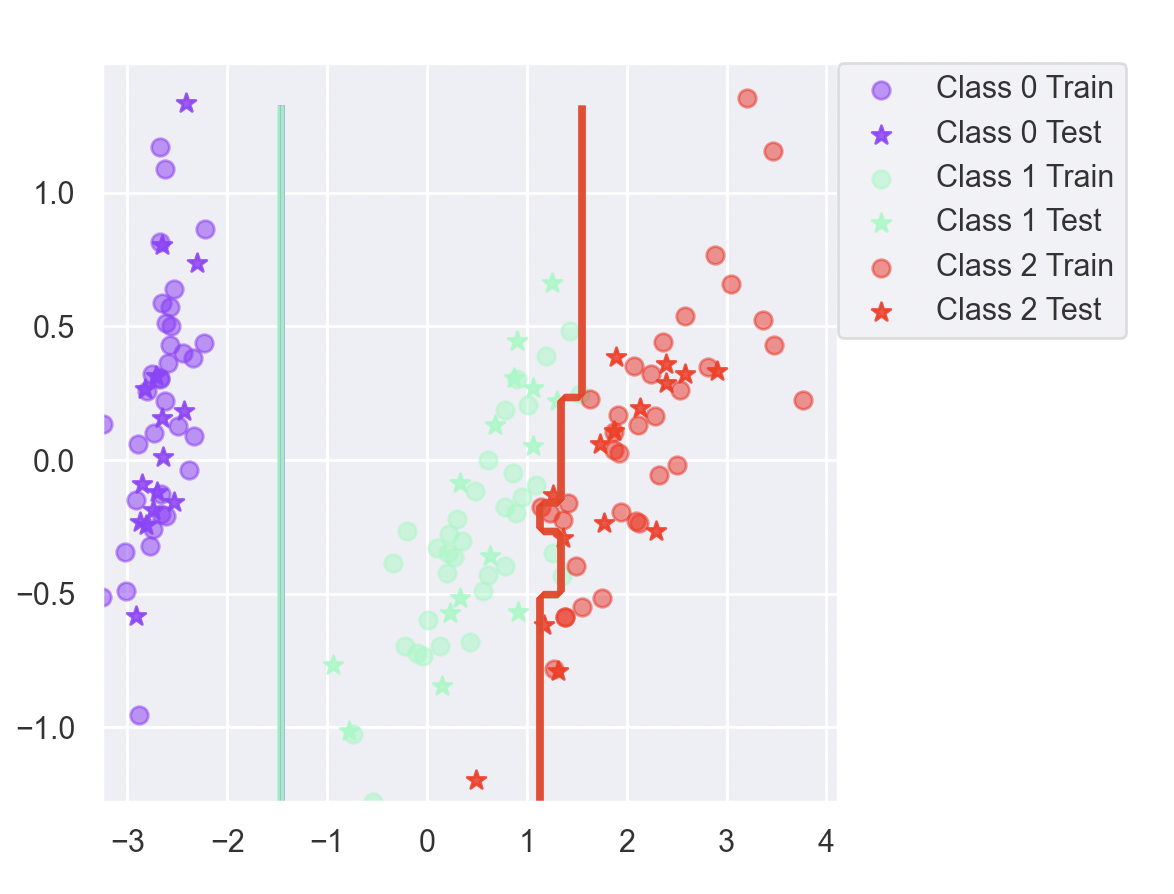 Class 0 Train
Class 0 Test
Class 1 Train
Class 1 Test
Class 2 Train
Class 2 Test
1.0
0.5
0.0
−0.5
−1.0
−3 −2 −1 0 1 2 3 4